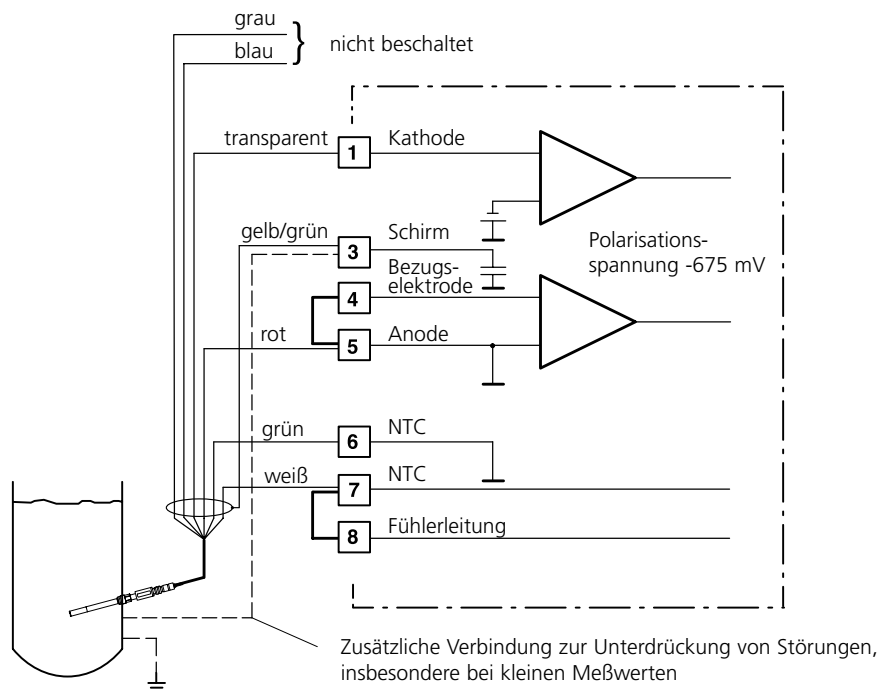 grau
blau
nicht beschaltet
transparent
1
Kathode
gelb/grün
3
Schirm
Polarisations-
spannung -675 mV
Bezugs-
elektrode
4
rot
5
Anode
grün
6
NTC
weiß
7
NTC
8
Fühlerleitung
Zusätzliche Verbindung zur Unterdrückung von Störungen,
insbesondere bei kleinen Meßwerten